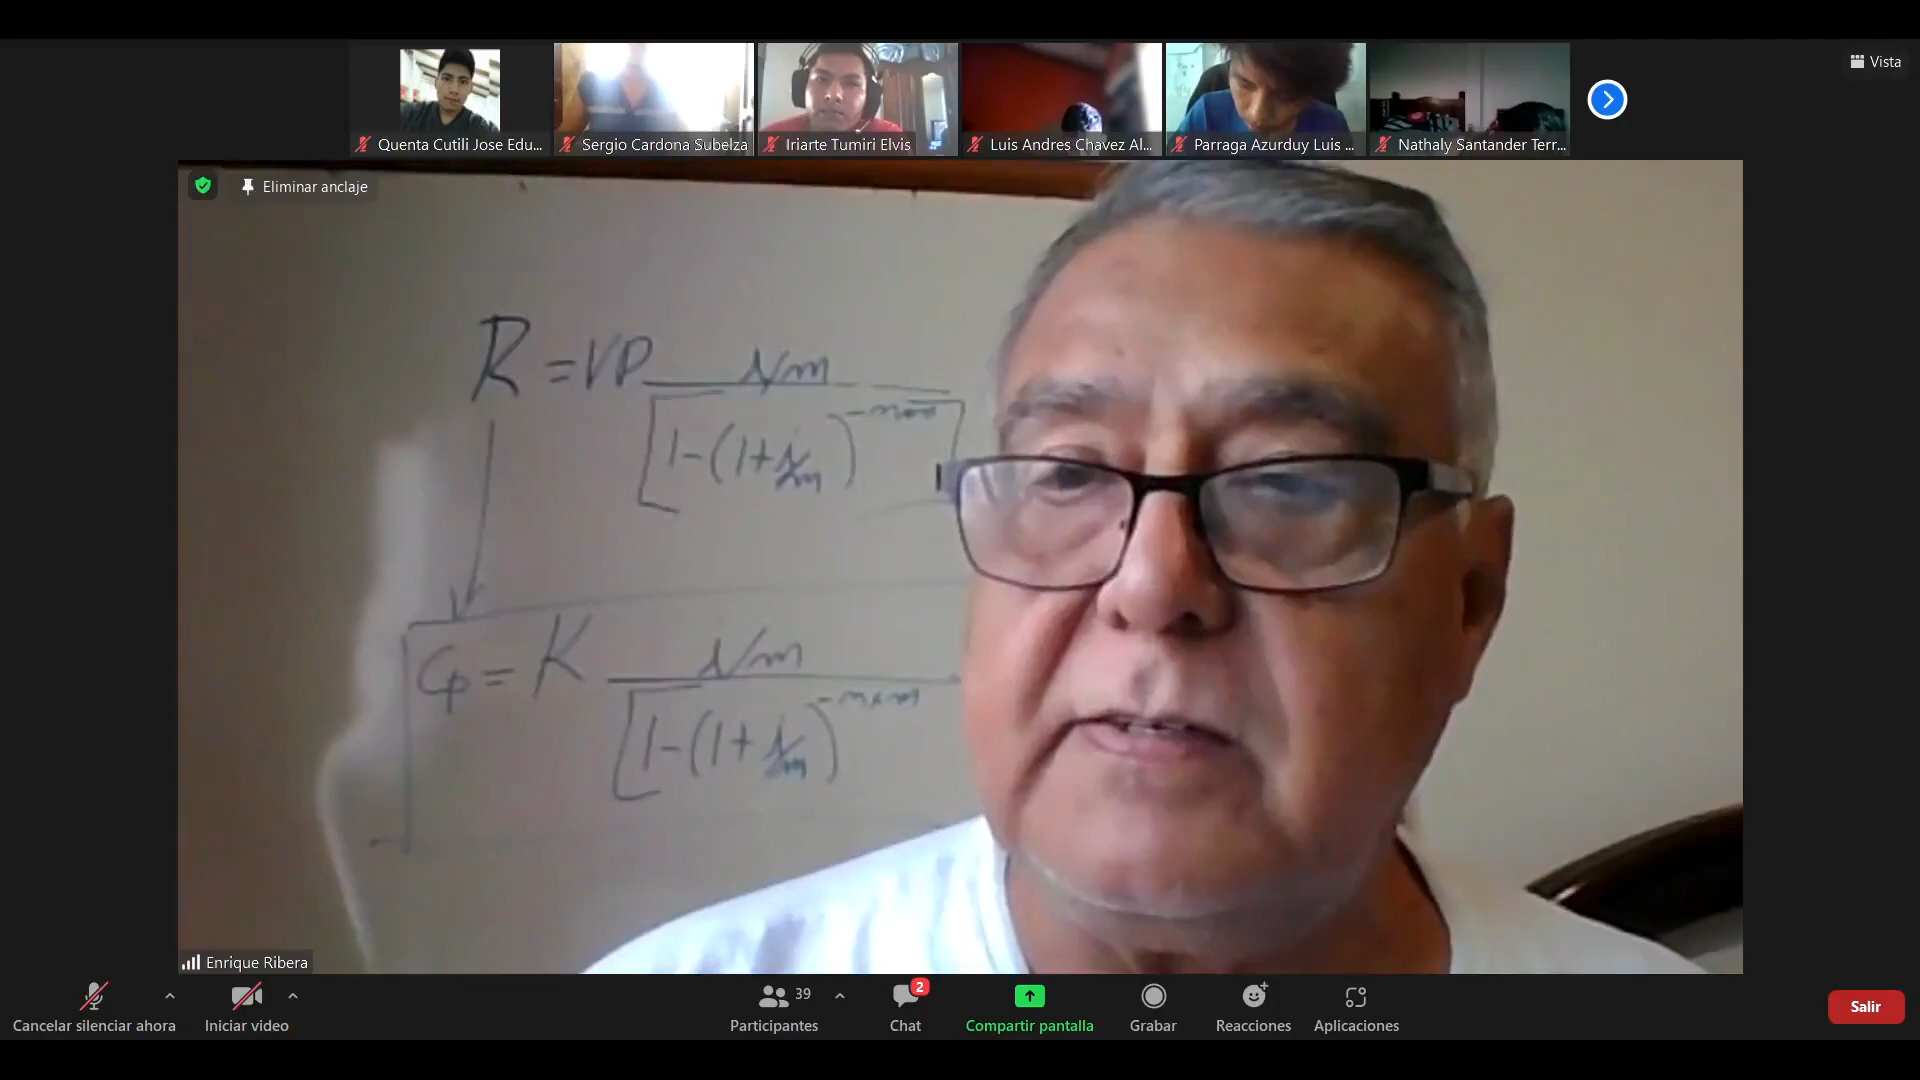 Vista
Quenta Cutili Jose Edu...
Sergio Cardona Subelza
Iriarte Tumiri Elvis
Luis Andres Chavez Al...
Parraga Azurduy Luis ...
Nathaly Santander Terr...
Eliminar anclaje
R = VP
[1-(1+
Cp = K
[1-(1+
Enrique Ribera
39
2
Cancelar silenciar ahora
Iniciar video
Participantes
Chat
Compartir pantalla
Grabar
Reacciones
Aplicaciones
Salir